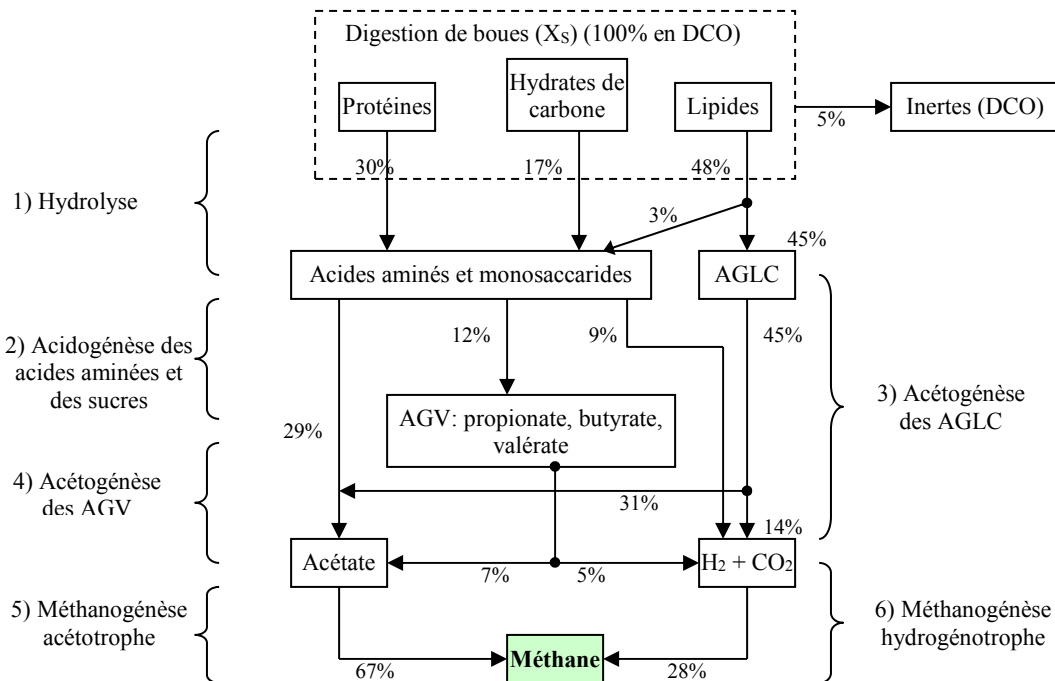 Digestion de boues (XS) (100% en DCO)
Protéines
Hydrates de
carbone
Lipides
5%
Inertes (DCO)
30%
17%
48%
1) Hydrolyse
3%
45%
Acides aminés et monosaccarides
AGLC
12%
9%
45%
2) Acidogénèse des
acides aminées et
des sucres
AGV: propionate, butyrate,
valérate
3) Acétogénèse
des AGLC
29%
4) Acétogénèse
des AGV
31%
14%
Acétate
H2 + CO2
7%
5%
5) Méthanogénèse
acétotrophe
6) Méthanogénèse
hydrogénotrophe
Méthane
67%
28%